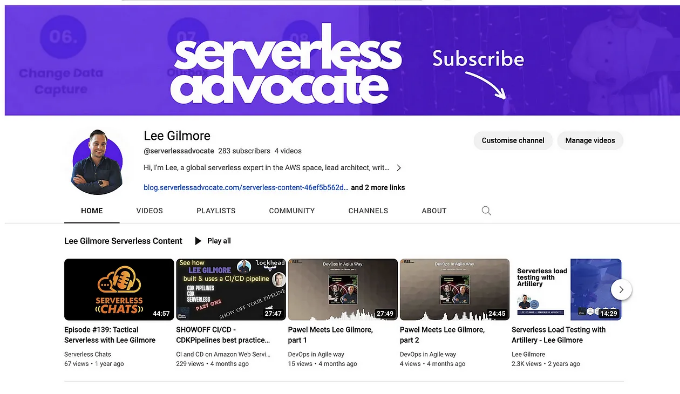 06.
07.
Change Data
Capture
serverless
advocate
Subscribe
Lee Gilmore
@serverlessadvocate 283 subscribers 4 videos
Hi, I'm Lee, a global serverless expert in the AWS space, lead architect, writ...
blog.serverlessadvocate.com/serverless-content-46ef5b562d... and 2 more links
Customise channel
Manage videos
HOME VIDEOS PLAYLISTS COMMUNITY CHANNELS ABOUT
Lee Gilmore Serverless Content Play all
SERVERLESS
CHATS
44:57
See how
LEE GILMORE
lockhead
built & uses a CI/CD pipeline
CDK PIPELINES
CDK
SERVERLESS
PART ONE
SHOW OFF YOUR PIPELINE
27:47
DevOps in Agile Way
27:49
DevOps in Agile Way
24:45
Serverless load
testing with
Artillery
14:29
Episode #139: Tactical
Serverless with Lee Gilmore
Serverless Chats
67 views • 1 year ago
SHOWOFF CI/CD -
CDKPipelines best practice...
CI and CD on Amazon Web Servi...
229 views • 4 months ago
Pawel Meets Lee Gilmore,
part 1
DevOps in Agile way
15 views • 4 months ago
Pawel Meets Lee Gilmore,
part 2
DevOps in Agile way
45 views • 4 months ago
Serverless Load Testing with
Artillery - Lee Gilmore
Lee Gilmore
2.3K views • 2 years ago